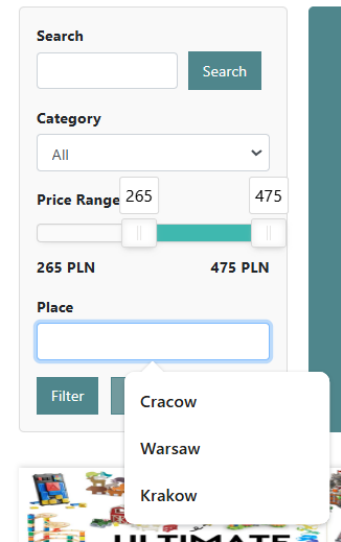 Search
Search
Category
All
Price Range 265 475
265 PLN 475 PLN
Place
Filter
Cracow
Warsaw
Krakow
ULTIMATE